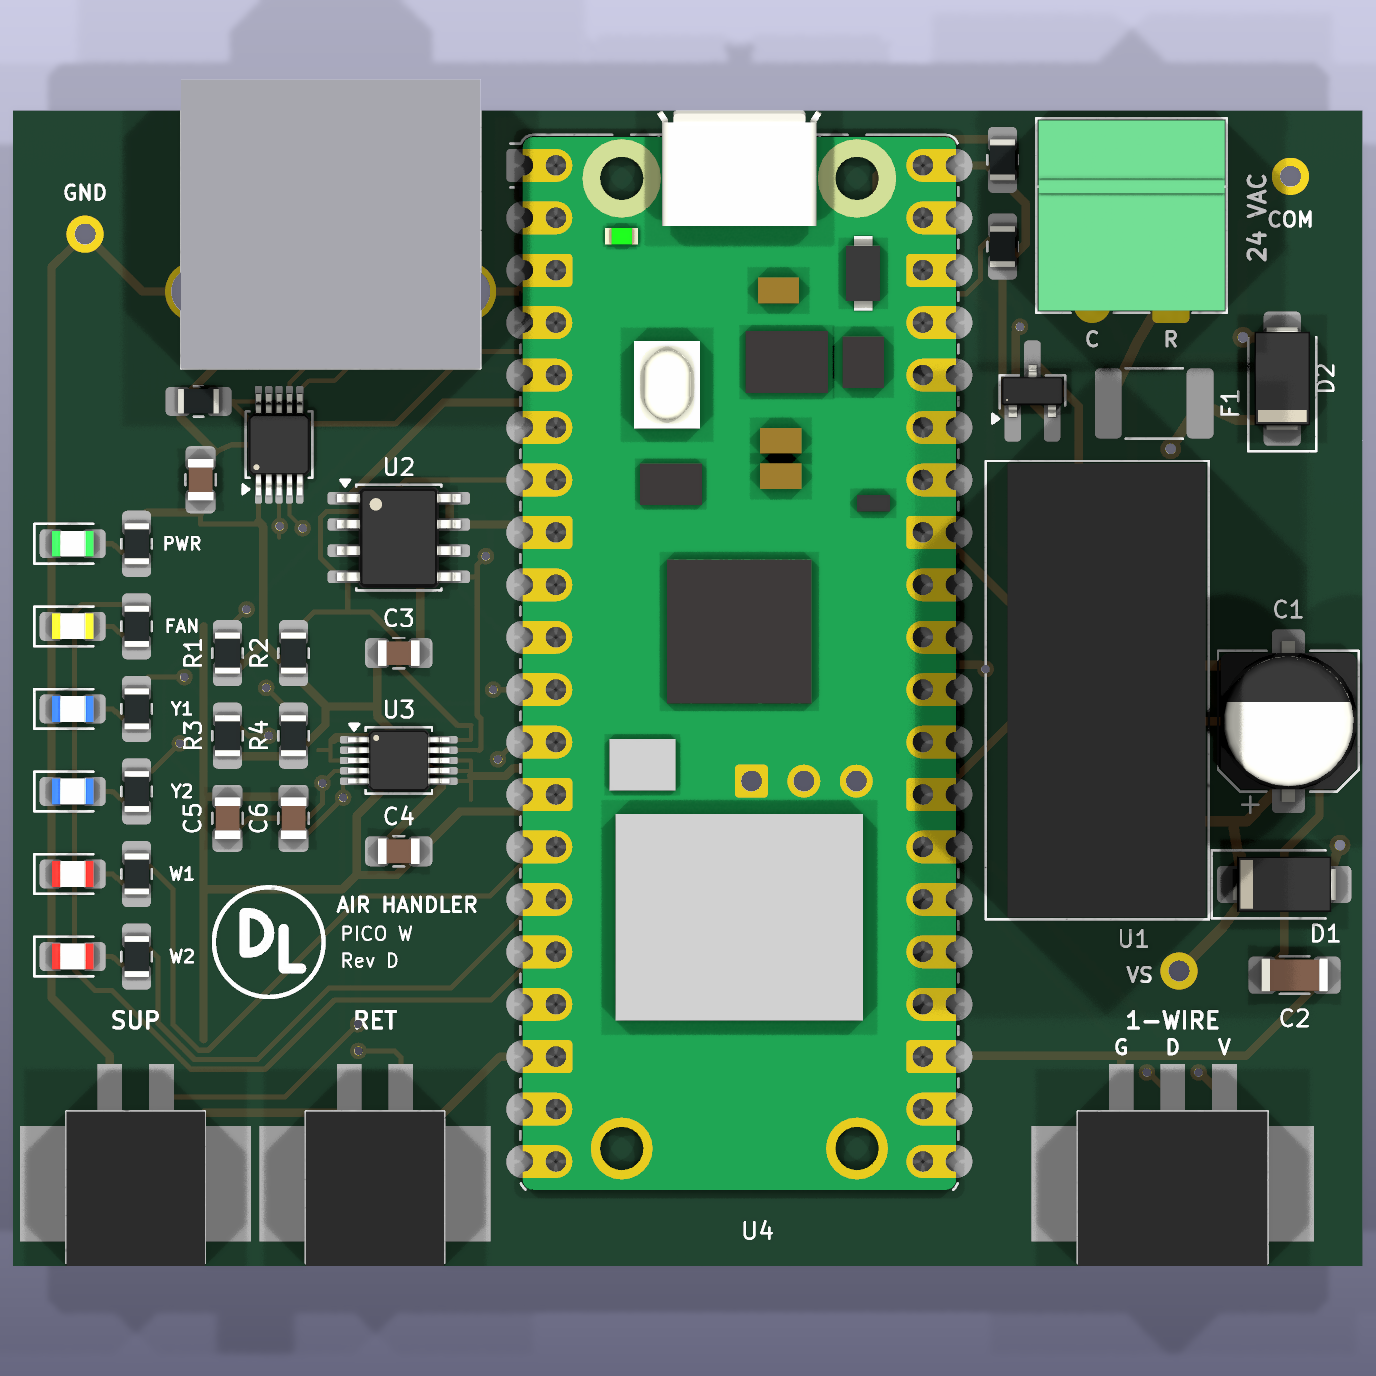 GND
24 VAC
COM
C
R
F1
D2
U2
PWR
C3
FAN
R1
R2
C1
U3
Y1
R3
R4
Y2
C5
C6
C4
+
W1
AIR HANDLER
DL
PICO W
W2
Rev D
U1
D1
VS
SUP
RET
1-WIRE
C2
G
D
V
U4